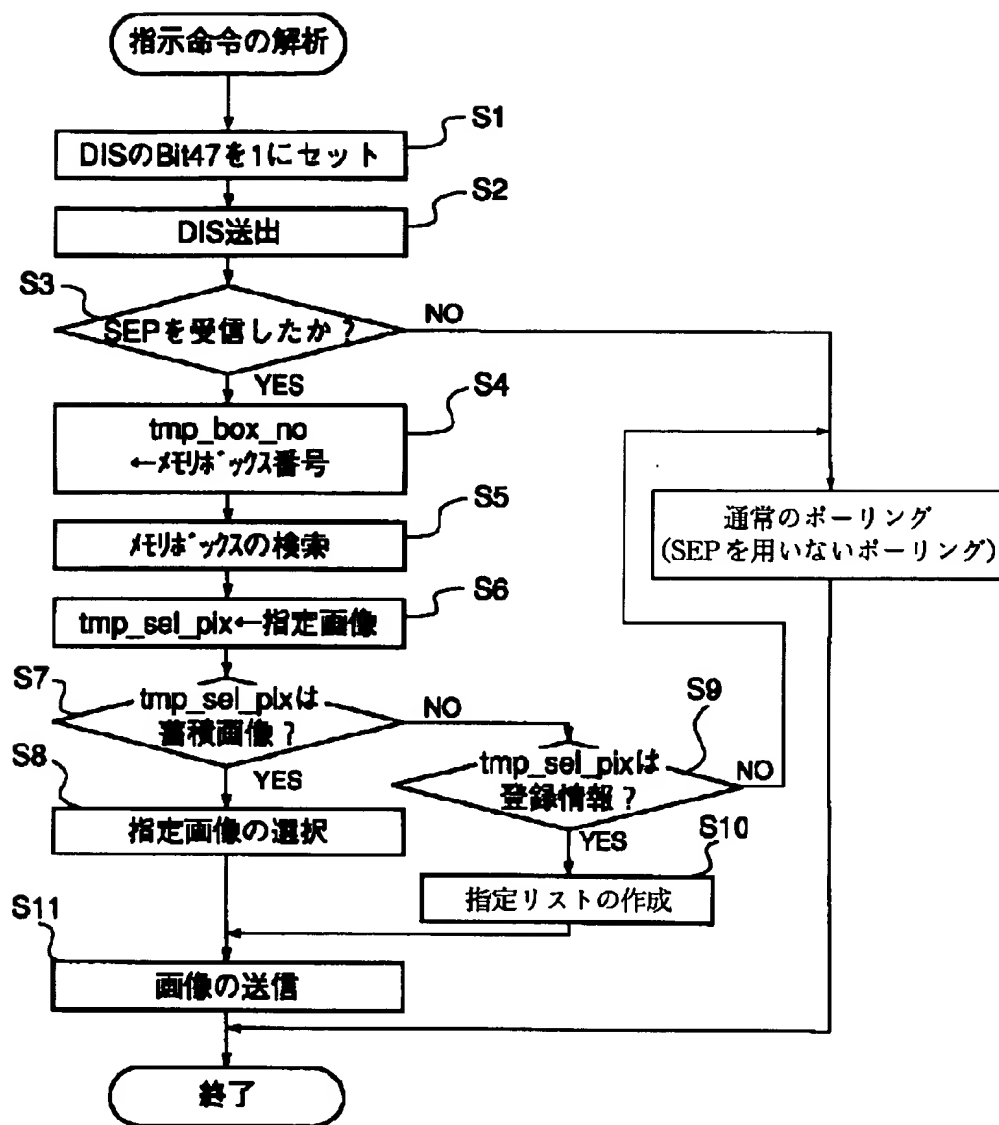 指示命令の解析
S1
DISのBit47を1にセット
S2
DIS送出
S3
SEPを受信したか？
NO
YES
S4
tmp_box_no
←ﾒﾓﾘﾎﾞｯｸｽ番号
通常のポーリング
(SEPを用いないポーリング)
S5
ﾒﾓﾘﾎﾞｯｸｽの検索
S6
tmp_sel_pix←指定画像
S7
tmp_sel_pixは
蓄積画像？
NO
YES
S9
tmp_sel_pixは
登録情報？
NO
YES
S8
指定画像の選択
S10
指定リストの作成
S11
画像の送信
終了